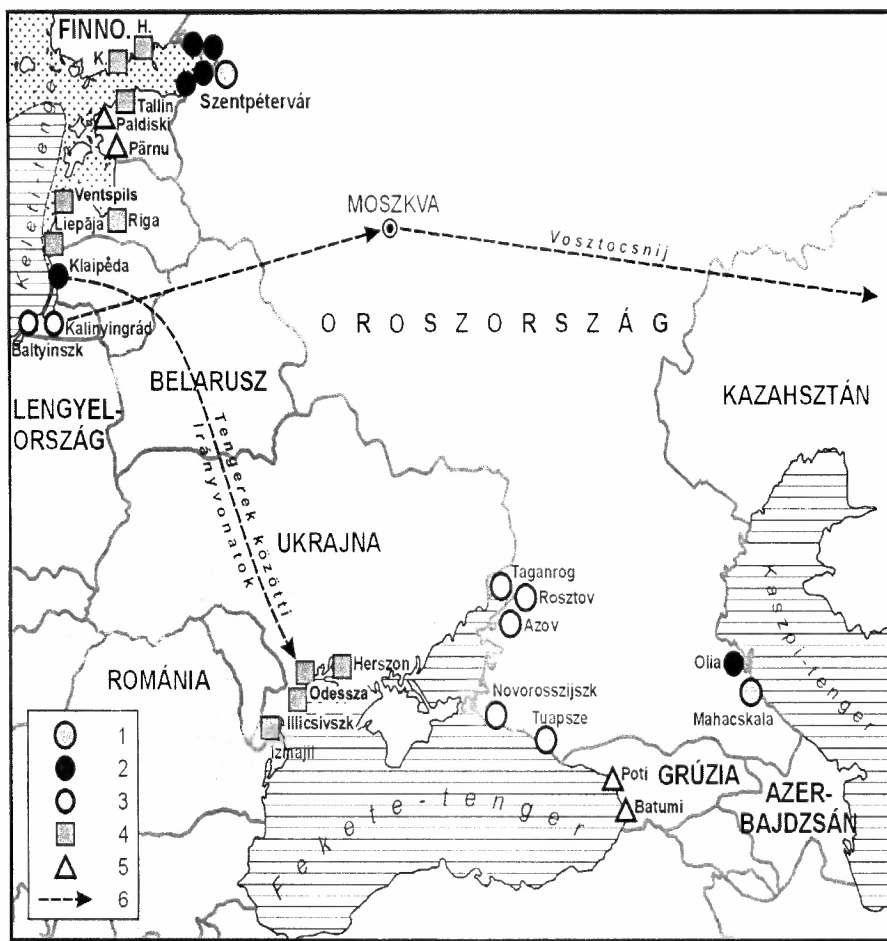 FINNO.
H.
K.
Szentpétervár
Tallin
Paldiski
Pärnu
Keleti-tenger
Ventspils
Liepāja
Riga
MOSZKVA
Vosztocsnij
Klaipėda
Kalinyingrád
Baltyinszk
OROSZORSZÁG
BELARUSZ
LENGYEL-
ORSZÁG
KAZAHSZTÁN
Tengerek közötti
Irányvonatok
UKRAJNA
Taganrog
Rosztov
Azov
Kaszpi-tenger
Herszon
Odessza
Illicsivszk
Izmajil
ROMÁNIA
Olia
Mahacskala
Novorosszijszk
Tuapsze
Poti
GRÚZIA
Batumi
AZER-
BAJDZSÁN
Fekete-tenger
1
2
3
4
5
6